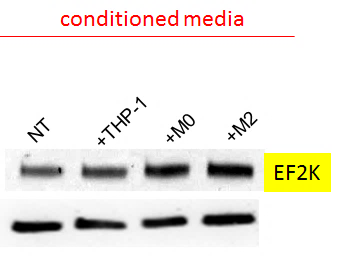 conditioned media
NT
+THP-1
+M0
+M2
EF2K